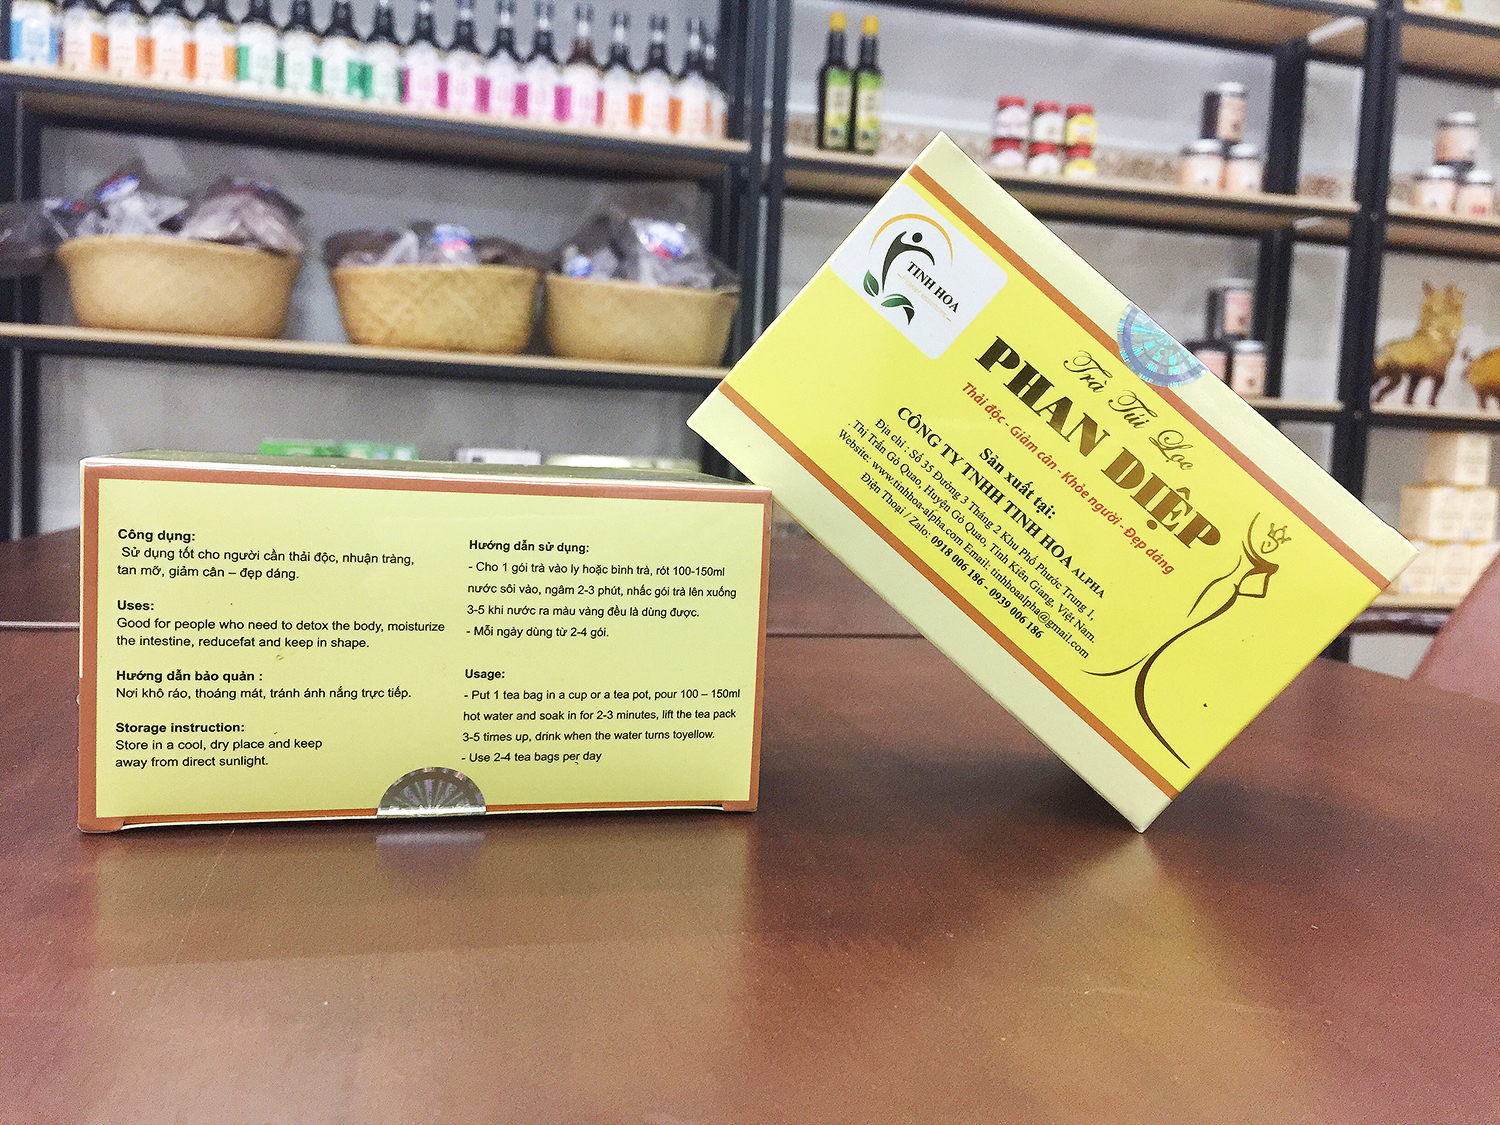 Công dụng:
Sử dụng tốt cho người cần thải độc, nhuận tràng,
tan mỡ, giảm cân – đẹp dáng.
Uses:
Good for people who need to detox the body, moisturize
the intestine, reducefat and keep in shape.
Hướng dẫn bảo quản :
Nơi khô ráo, thoáng mát, tránh ánh nắng trực tiếp.
Storage instruction:
Store in a cool, dry place and keep
away from direct sunlight.
Hướng dẫn sử dụng:
- Cho 1 gói trà vào ly hoặc bình trà, rót 100-150ml
nước sôi vào, ngâm 2-3 phút, nhấc gói trà lên xuống
3-5 khi nước ra màu vàng đều là dùng được.
- Mỗi ngày dùng từ 2-4 gói.
Usage:
- Put 1 tea bag in a cup or a tea pot, pour 100 – 150ml
hot water and soak in for 2-3 minutes, lift the tea pack
3-5 times up, drink when the water turns toyellow.
- Use 2-4 tea bags per day
TINH HOA
Trà Túi Lọc
PHAN DIỆP
Thải độc - Giảm cân - Khỏe người - Đẹp dáng
Sản xuất tại:
CÔNG TY TNHH TINH HOA ALPHA
Địa chỉ : Số 35 Đường 3 Tháng 2 Khu Phố Phước Trung 1,
. Thị Trấn Gò Quao, Huyện Gò Quao, Tỉnh Kiên Giang, Việt Nam.
Website: www.tinhhoa-alpha.com Email: tinhhoaalpha@gmail.com
Điện Thoại / Zalo: 0918 006 186 - 0939 006 186